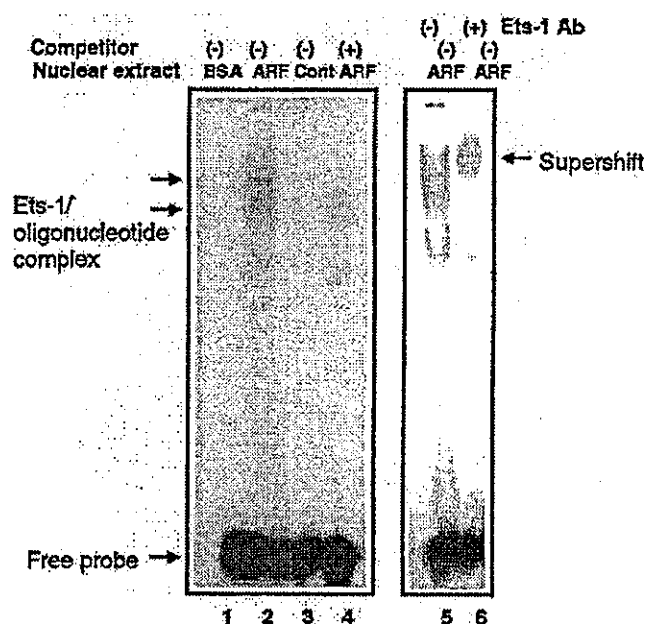 (-) (+) Ets-1 Ab
Competitor (-) (-) (-) (+) (-) (-)
Nuclear extract BSA ARF Cont ARF ARF ARF
Supershift
Ets-1/
oligonucleotide
complex
Free probe
1 2 3 4 5 6